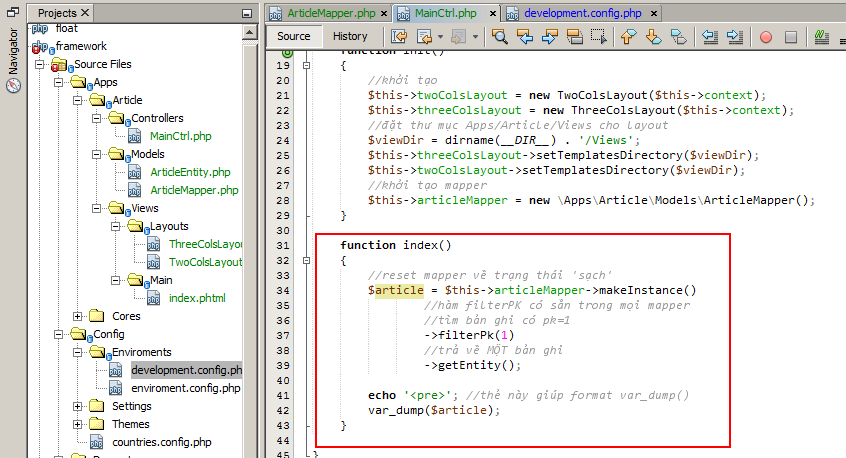 Navigator
Projects
float
framework
Source Files
Apps
Article
Controllers
MainCtrl.php
Models
ArticleEntity.php
ArticleMapper.php
Views
Layouts
ThreeColsLayou
TwoColsLayout
Main
index.phtml
Cores
Config
Enviroments
development.config.ph
enviroment.config.php
Settings
Themes
countries.config.php
ArticleMapper.php
MainCtrl.php
development.config.php
Source History
function init()
19 {
20 //khởi tạo
21 $this->twoColsLayout = new TwoColsLayout($this->context);
22 $this->threeColsLayout = new ThreeColsLayout($this->context);
23 //đặt thư mục Apps/Article/Views cho layout
24 $viewDir = dirname(__DIR__) . '/Views';
25 $this->threeColsLayout->setTemplatesDirectory($viewDir);
26 $this->twoColsLayout->setTemplatesDirectory($viewDir);
27 //khởi tạo mapper
28 $this->articleMapper = new \Apps\Article\Models\ArticleMapper();
29 }
30
31 function index()
32 {
33 //reset mapper về trạng thái 'sạch'
34 $article = $this->articleMapper->makeInstance()
35 //hàm filterPK có sẵn trong mọi mapper
36 //tìm bản ghi có pk=1
37 ->filterPk(1)
38 //trả về MỘT bản ghi
39 ->getEntity();
40
41 echo '<pre>'; //thẻ này giúp format var_dump()
42 var_dump($article);
43 }
44
45 }